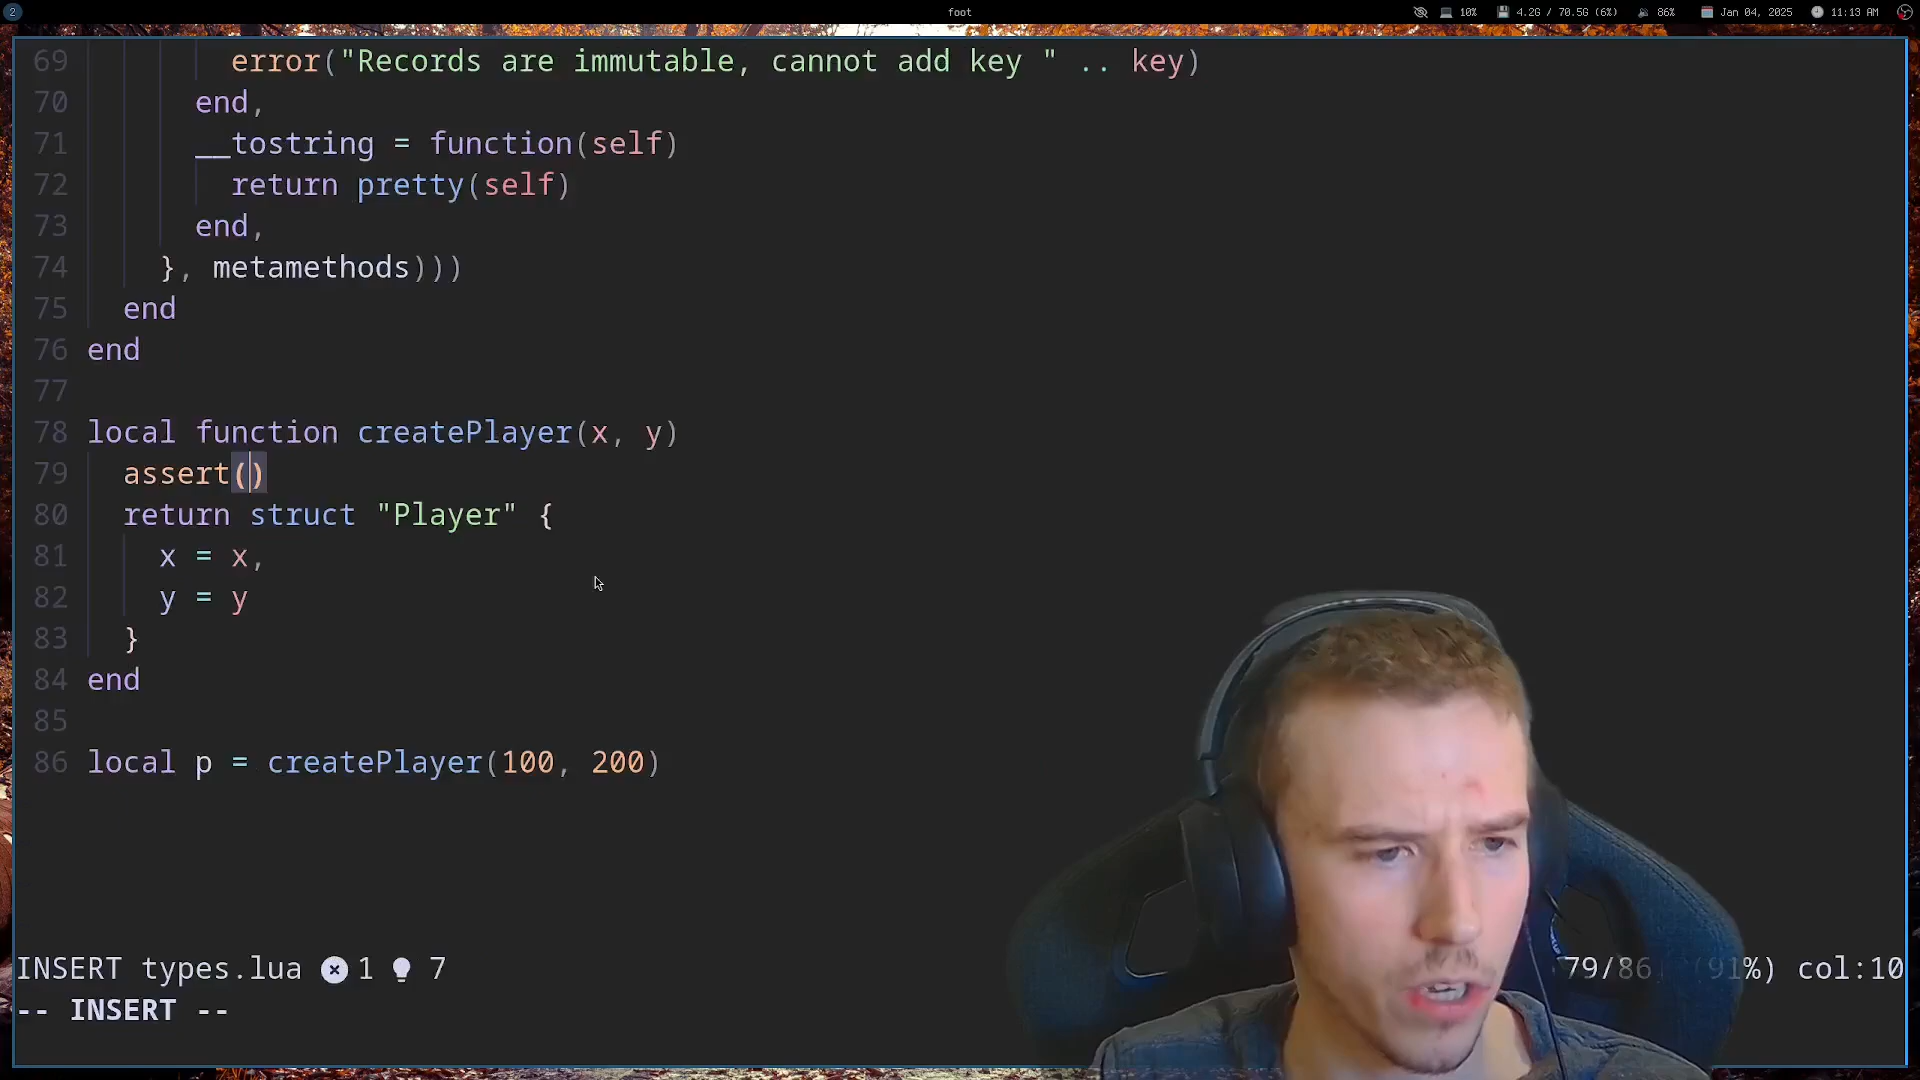 2
foot
10%
4.2G / 70.5G (6%)
86%
Jan 04, 2025
11:13 AM
69 error("Records are immutable, cannot add key " .. key)
70 end,
71 __tostring = function(self)
72 return pretty(self)
73 end,
74 }, metamethods)))
75 end
76 end
77
78 local function createPlayer(x, y)
79 assert()
80 return struct "Player" {
81 x = x,
82 y = y
83 }
84 end
85
86 local p = createPlayer(100, 200)
INSERT types.lua 1 7
79/86 (91%) col:10
-- INSERT --